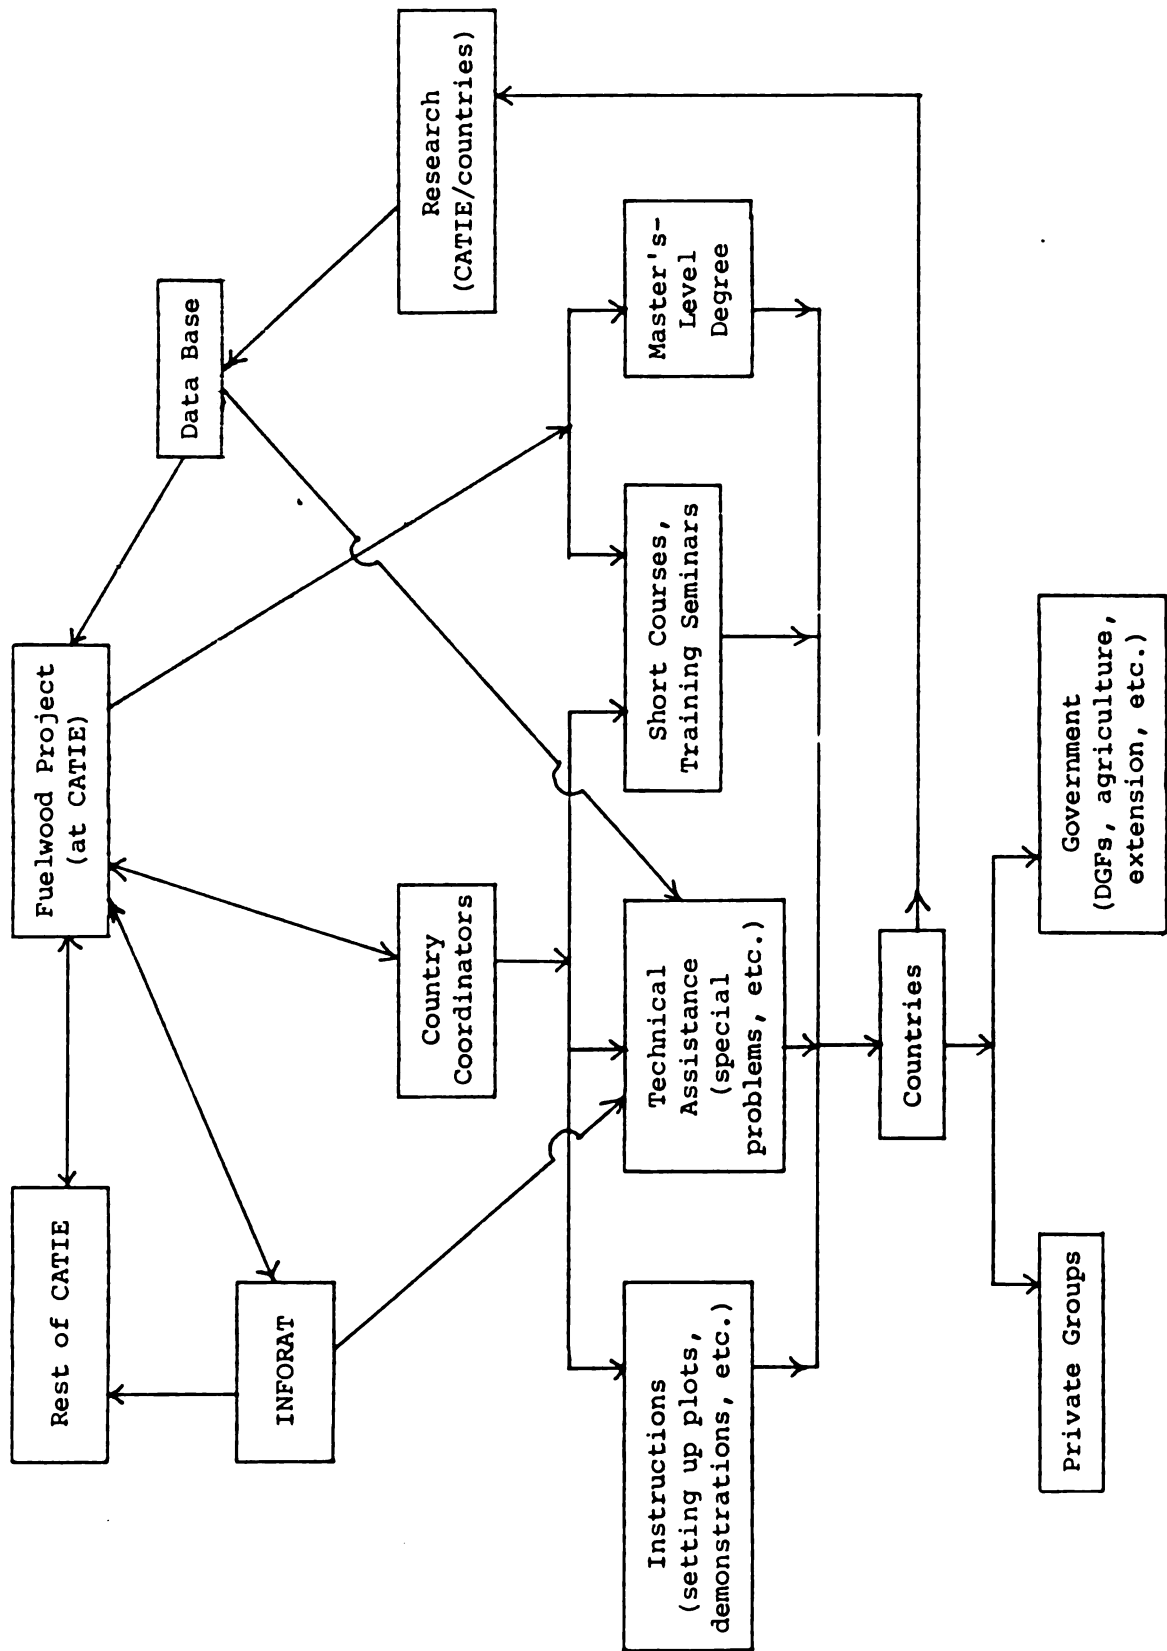 Rest of CATIE
Fuelwood Project
(at CATIE)
Data Base
INFORAT
Country
Coordinators
Research
(CATIE/countries)
Instructions
(setting up plots,
demonstrations, etc.)
Technical
Assistance
(special
problems, etc.)
Short Courses,
Training Seminars
Master's-
Level
Degree
Countries
Private Groups
Government
(DGFs, agriculture,
extension, etc.)